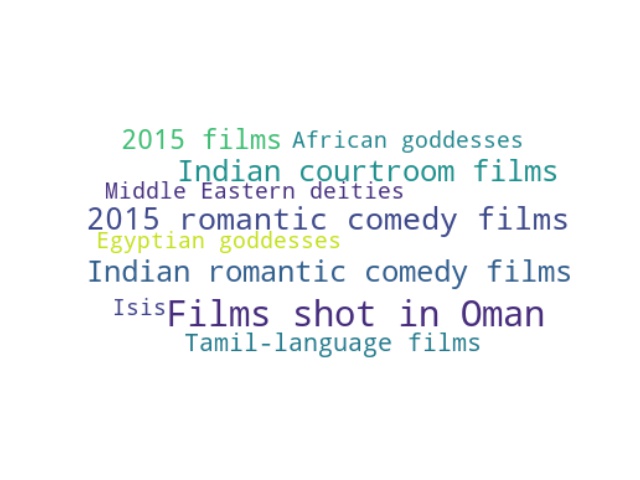 2015 films
African goddesses
Indian courtroom films
Middle Eastern deities
2015 romantic comedy films
Egyptian goddesses
Indian romantic comedy films
Isis
Films shot in Oman
Tamil-language films